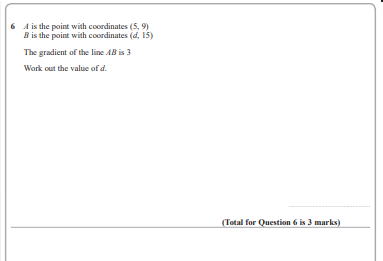 6 A is the point with coordinates (5, 9)
B is the point with coordinates (d, 15)
The gradient of the line AB is 3
Work out the value of d.
(Total for Question 6 is 3 marks)